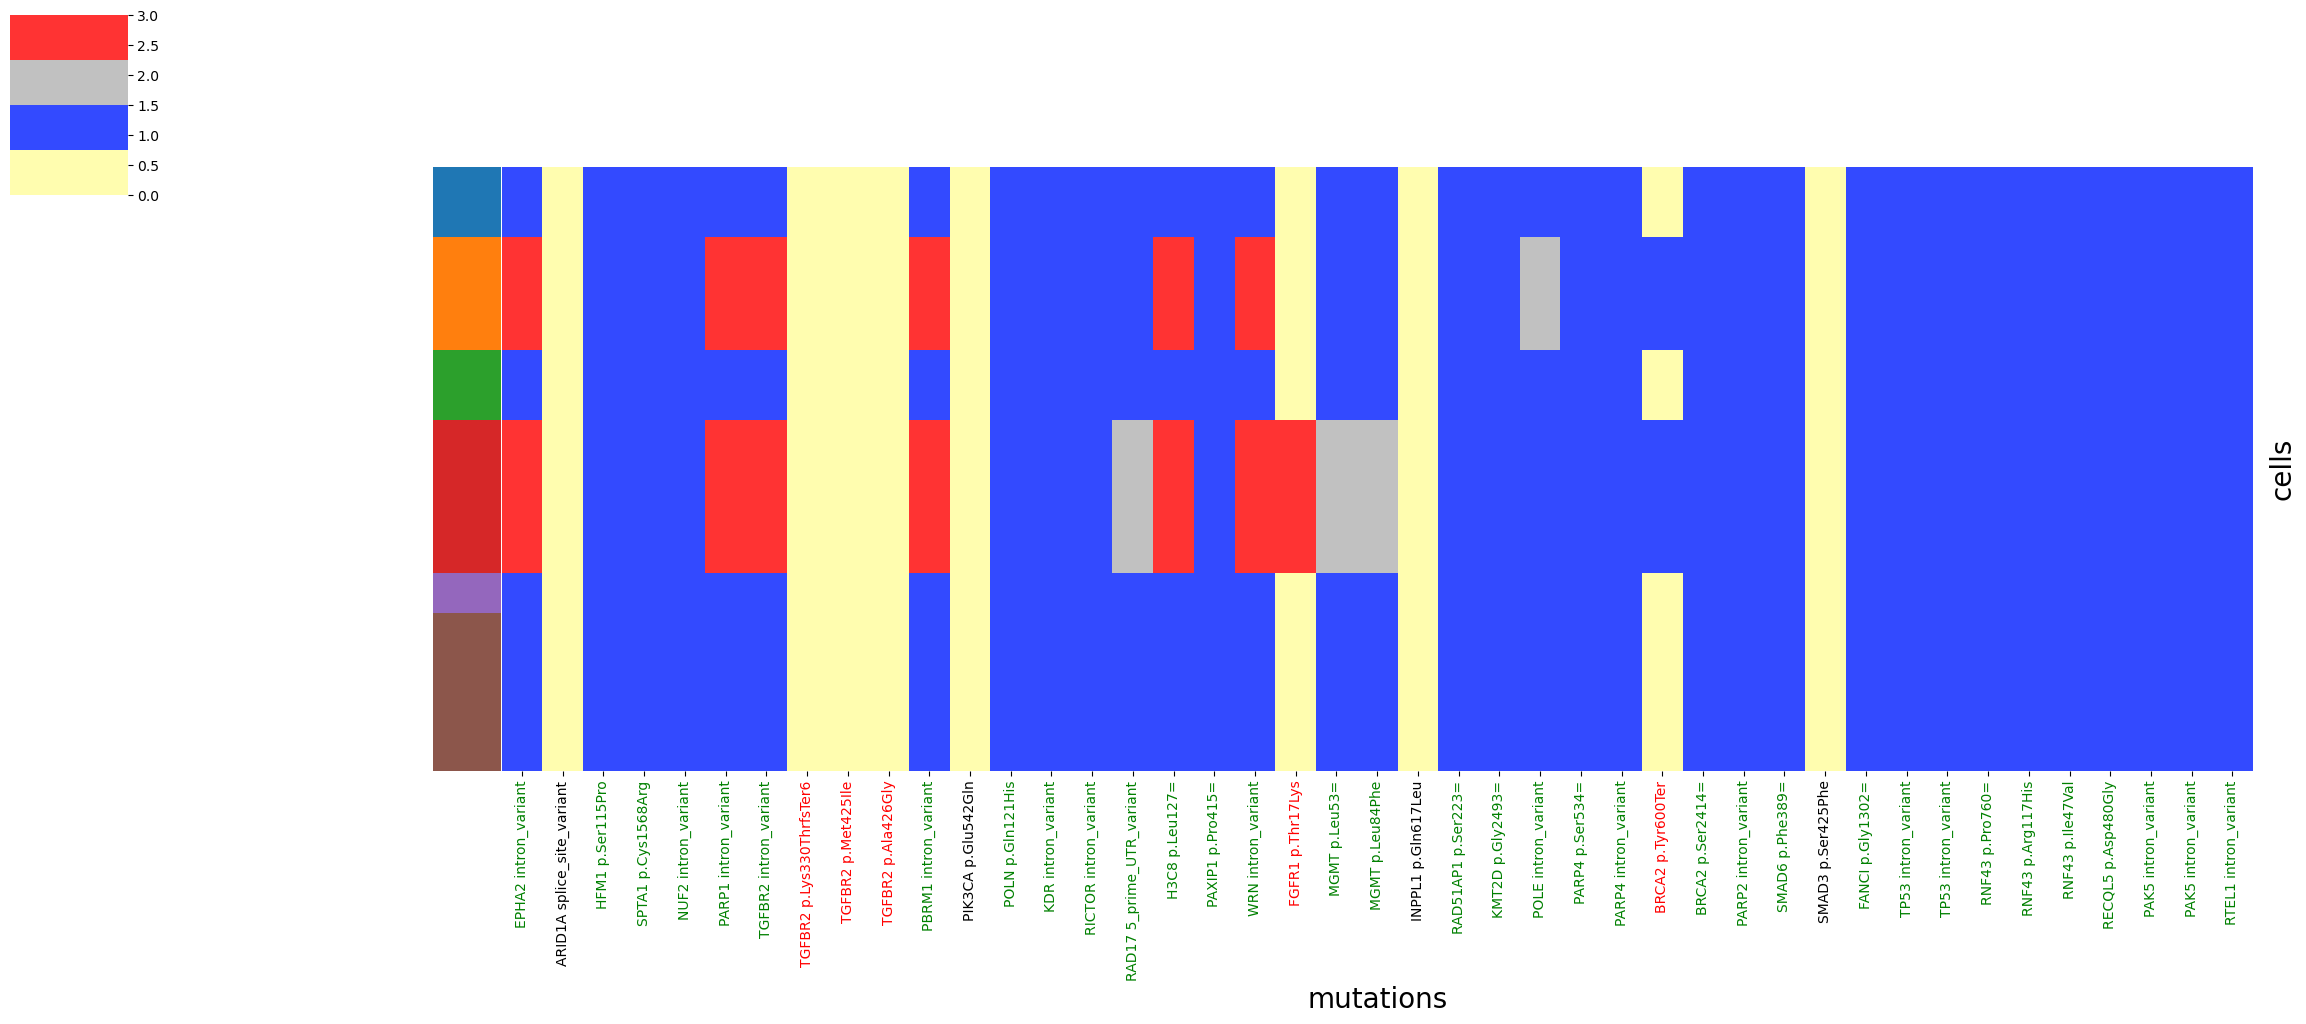 3.0
2.5
2.0
1.5
1.0
0.5
0.0
cells
EPHA2 intron_variant
ARID1A splice_site_variant
HFM1 p.Ser115Pro
SPTA1 p.Cys1568Arg
NUF2 intron_variant
PARP1 intron_variant
TGFBR2 intron_variant
TGFBR2 p.Lys330ThrfsTer6
TGFBR2 p.Met425Ile
TGFBR2 p.Ala426Gly
PBRM1 intron_variant
PIK3CA p.Glu542Gln
POLN p.Gln121His
KDR intron_variant
RICTOR intron_variant
RAD17 5_prime_UTR_variant
H3C8 p.Leu127=
PAXIP1 p.Pro415=
WRN intron_variant
FGFR1 p.Thr17Lys
MGMT p.Leu53=
MGMT p.Leu84Phe
INPPL1 p.Gln617Leu
RAD51AP1 p.Ser223=
KMT2D p.Gly2493=
POLE intron_variant
PARP4 p.Ser534=
PARP4 intron_variant
BRCA2 p.Tyr600Ter
BRCA2 p.Ser2414=
PARP2 intron_variant
SMAD6 p.Phe389=
SMAD3 p.Ser425Phe
FANCI p.Gly1302=
TP53 intron_variant
TP53 intron_variant
RNF43 p.Pro760=
RNF43 p.Arg117His
RNF43 p.Ile47Val
RECQL5 p.Asp480Gly
PAK5 intron_variant
PAK5 intron_variant
RTEL1 intron_variant
mutations